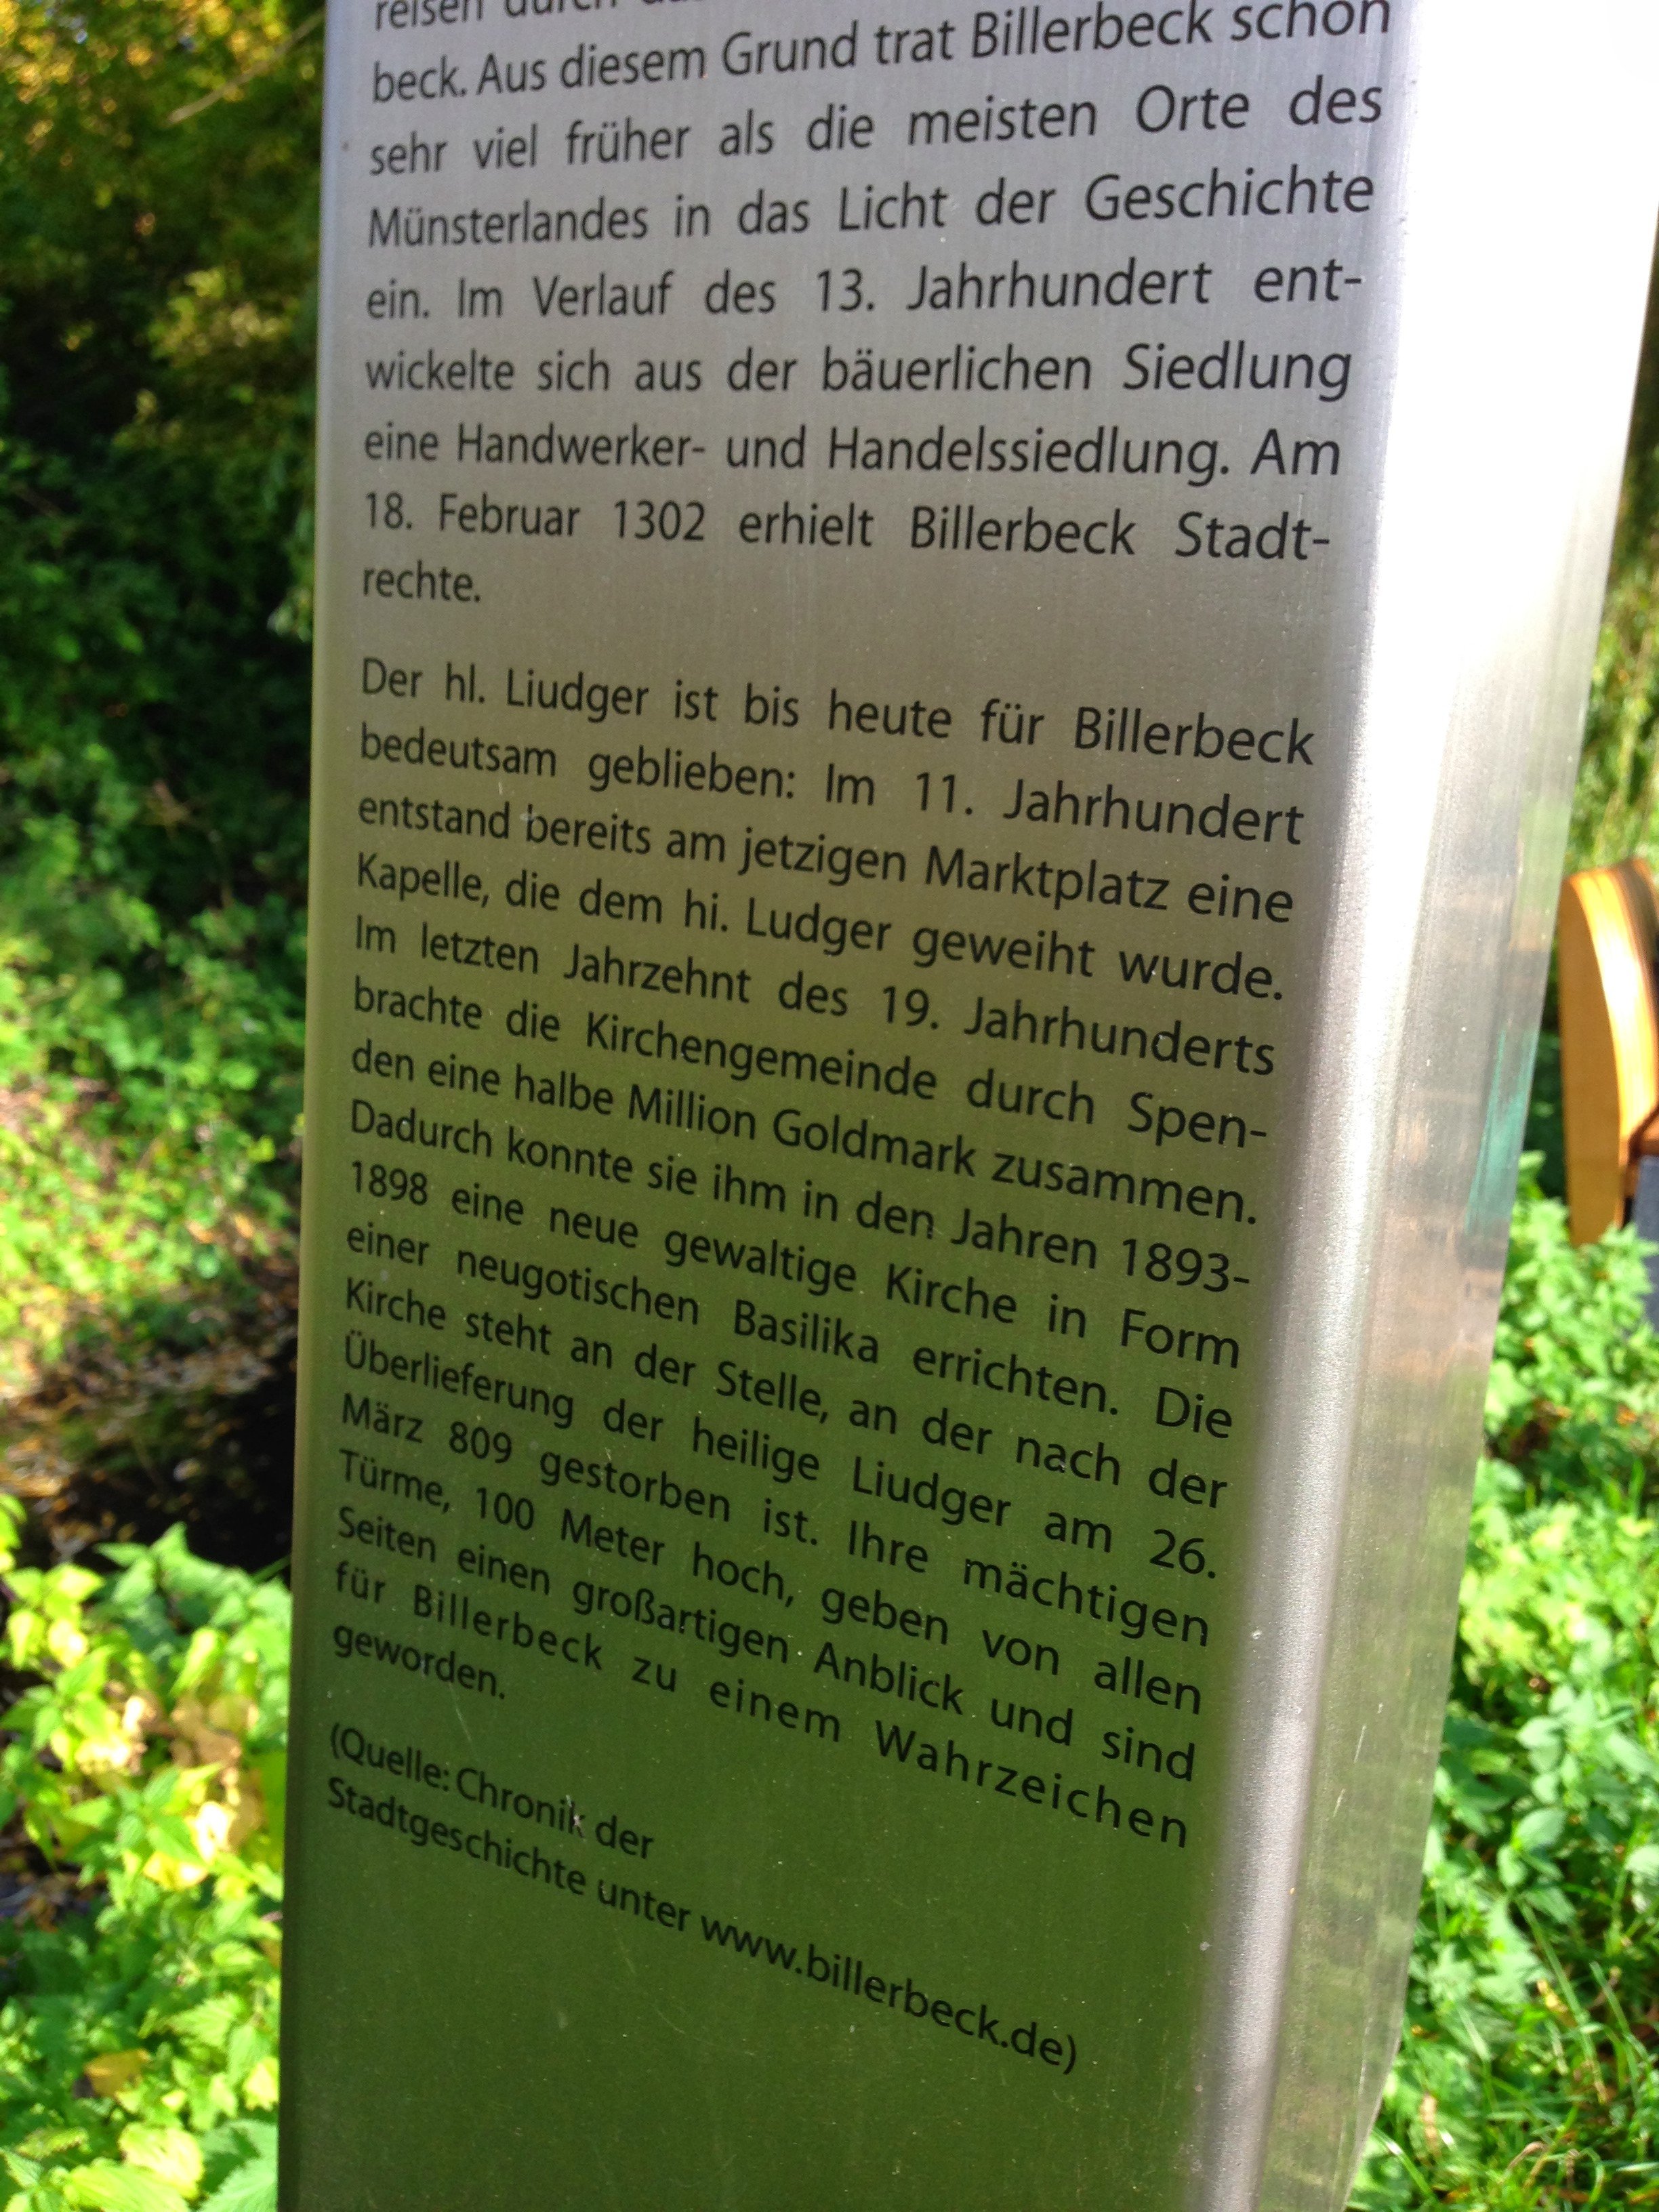 reisen durch
beck. Aus diesem Grund trat Billerbeck schon
sehr viel früher als die meisten Orte des
Münsterlandes in das Licht der Geschichte
ein. Im Verlauf des 13. Jahrhundert ent-
wickelte sich aus der bäuerlichen Siedlung
eine Handwerker- und Handelssiedlung. Am
18. Februar 1302 erhielt Billerbeck Stadt-
rechte.
Der hl. Liudger ist bis heute für Billerbeck
bedeutsam geblieben: Im 11. Jahrhundert
entstand bereits am jetzigen Marktplatz eine
Kapelle, die dem hi. Ludger geweiht wurde.
Im letzten Jahrzehnt des 19. Jahrhunderts
brachte die Kirchengemeinde durch Spen-
den eine halbe Million Goldmark zusammen.
Dadurch konnte sie ihm in den Jahren 1893-
1898 eine neue gewaltige Kirche in Form
einer neugotischen Basilika errichten. Die
Kirche steht an der Stelle, an der nach der
Überlieferung der heilige Liudger am 26.
März 809 gestorben ist. Ihre mächtigen
Türme, 100 Meter hoch, geben von allen
Seiten einen großartigen Anblick und sind
für Billerbeck zu einem Wahrzeichen
geworden.
(Quelle: Chronik der
Stadtgeschichte unter www.billerbeck.de)